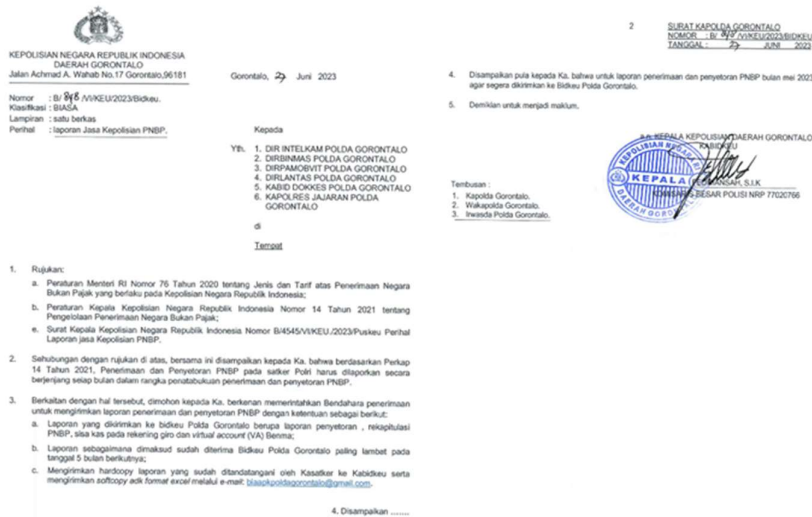 KEPOLISIAN NEGARA REPUBLIK INDONESIA
DAERAH GORONTALO
Jalan Achmad A. Wahab No.17 Gorontalo,96181
Gorontalo, 27 Juni 2023
Nomor : B/ 848 /VI/KEU/2023/Bidkeu.
Klasifikasi : BIASA
Lampiran : satu berkas
Perihal : laporan Jasa Kepolisian PNBP.
Kepada
Yth. 1. DIR INTELKAM POLDA GORONTALO
2. DIRBINMAS POLDA GORONTALO
3. DIRPAMOBVIT POLDA GORONTALO
4. DIRLANTAS POLDA GORONTALO
5. KABID DOKKES POLDA GORONTALO
6. KAPOLRES JAJARAN POLDA
GORONTALO
di
Tempat
1. Rujukan:
a. Peraturan Menteri RI Nomor 76 Tahun 2020 tentang Jenis dan Tarif atas Penerimaan Negara
Bukan Pajak yang berlaku pada Kepolisian Negara Republik Indonesia;
b. Peraturan Kepala Kepolisian Negara Republik Indonesia Nomor 14 Tahun 2021 tentang
Pengelolaan Penerimaan Negara Bukan Pajak;
e. Surat Kepala Kepolisian Negara Republik Indonesia Nomor B/4545/VI/KEU./2023/Puskeu Perihal
Laporan jasa Kepolisian PNBP.
2. Sehubungan dengan rujukan di atas, bersama ini disampaikan kepada Ka. bahwa berdasarkan Perkap
14 Tahun 2021, Penerimaan dan Penyetoran PNBP pada satker Polri harus dilaporkan secara
berjenjang setiap bulan dalam rangka penatabukuan penerimaan dan penyetoran PNBP.
3. Berkaitan dengan hal tersebut, dimohon kepada Ka. berkenan memerintahkan Bendahara penerimaan
untuk mengirimkan laporan penerimaan dan penyetoran PNBP dengan ketentuan sebagai berikut:
a. Laporan yang dikirimkan ke bidkeu Polda Gorontalo berupa laporan penyetoran , rekapitulasi
PNBP, sisa kas pada rekening giro dan virtual account (VA) Benma;
b. Laporan sebagaimana dimaksud sudah diterima Bidkeu Polda Gorontalo paling lambat pada
tanggal 5 bulan berikutnya;
c. Mengirimkan hardcopy laporan yang sudah ditandatangani oleh Kasatker ke Kabidkeu serta
mengirimkan softcopy adk format excel melalui e-mail: biaapkpoldagorontalo@gmail.com.
4. Disampaikan .......
2 SURAT KAPOLDA GORONTALO
NOMOR : B/ 848 /VI/KEU/2023/BIDKEU
TANGGAL : 27 JUNI 2023
4. Disampaikan pula kepada Ka. bahwa untuk laporan penerimaan dan penyetoran PNBP bulan mei 2023
agar segera dikirimkan ke Bidkeu Polda Gorontalo.
5. Demikian untuk menjadi maklum.
a.n. KEPALA KEPOLISIAN DAERAH GORONTALO
KABIDKEU
KEPALA
BESAR POLISI NRP 77020766
Tembusan :
1. Kapolda Gorontalo.
2. Wakapolda Gorontalo.
3. Irwasda Polda Gorontalo.